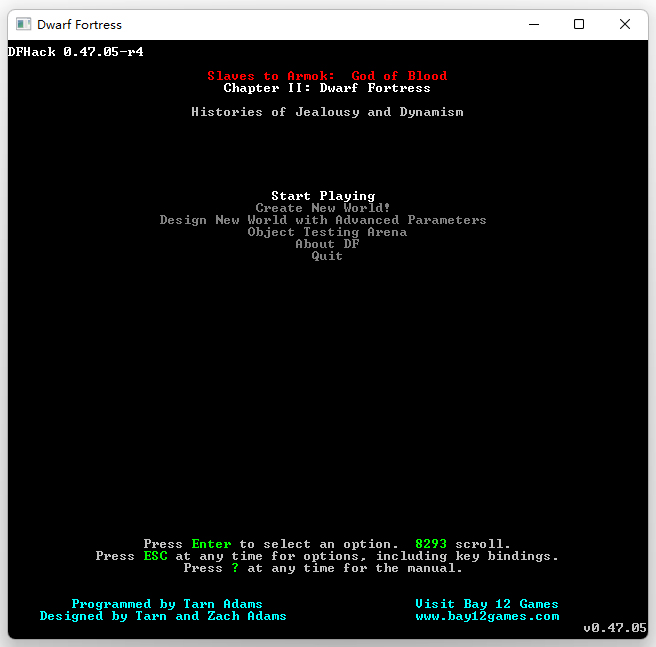 Dwarf Fortress
DFHack 0.47.05-r4
Slaves to Armok:  God of Blood
Chapter II: Dwarf Fortress
Histories of Jealousy and Dynamism
Start Playing
Create New World!
Design New World with Advanced Parameters
Object Testing Arena
About DF
Quit
Press Enter to select an option.  8293 scroll.
Press ESC at any time for options, including key bindings.
Press ? at any time for the manual.
Programmed by Tarn Adams
Designed by Tarn and Zach Adams
Visit Bay 12 Games
www.bay12games.com
v0.47.05